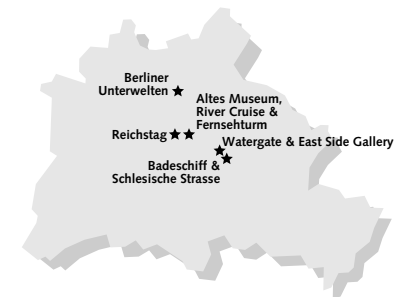 Berliner
Unterwelten
Altes Museum,
River Cruise &
Fernsehturm
Reichstag
Watergate & East Side Gallery
Badeschiff &
Schlesische Strasse